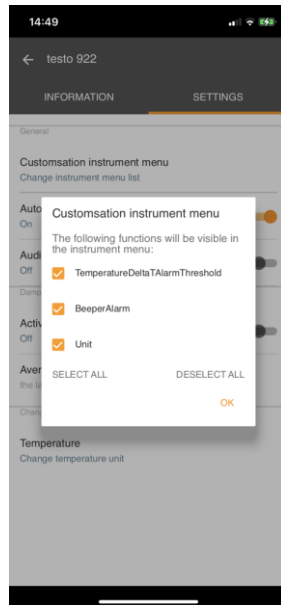 14:49
testo 922
INFORMATION
SETTINGS
General
Customsation instrument menu
Change instrument menu list
Auto
On
Audi
Off
Damp
Activ
Off
Aver
the la
Chan
Temperature
Change temperature unit
Customsation instrument menu
The following functions will be visible in
the instrument menu:
TemperatureDeltaTAlarmThreshold
BeeperAlarm
Unit
SELECT ALL
DESELECT ALL
OK